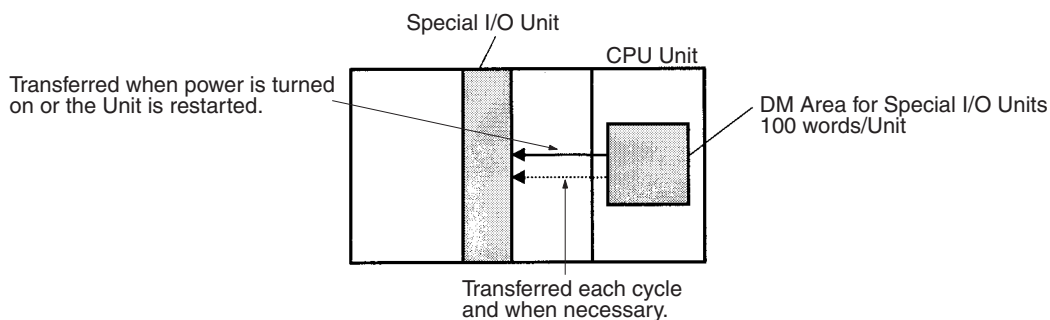 Special I/O Unit
CPU Unit
Transferred when power is turned
on or the Unit is restarted.
DM Area for Special I/O Units
100 words/Unit
Transferred each cycle
and when necessary.